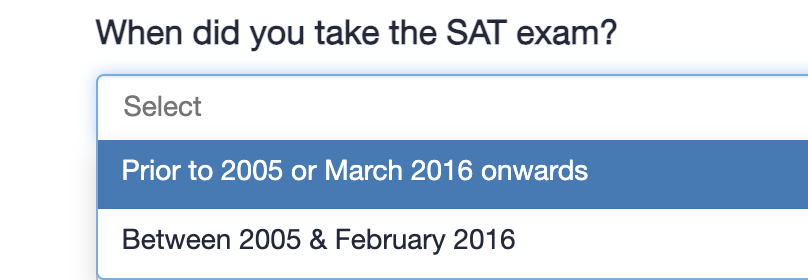 When did you take the SAT exam?
Select
Prior to 2005 or March 2016 onwards
Between 2005 & February 2016